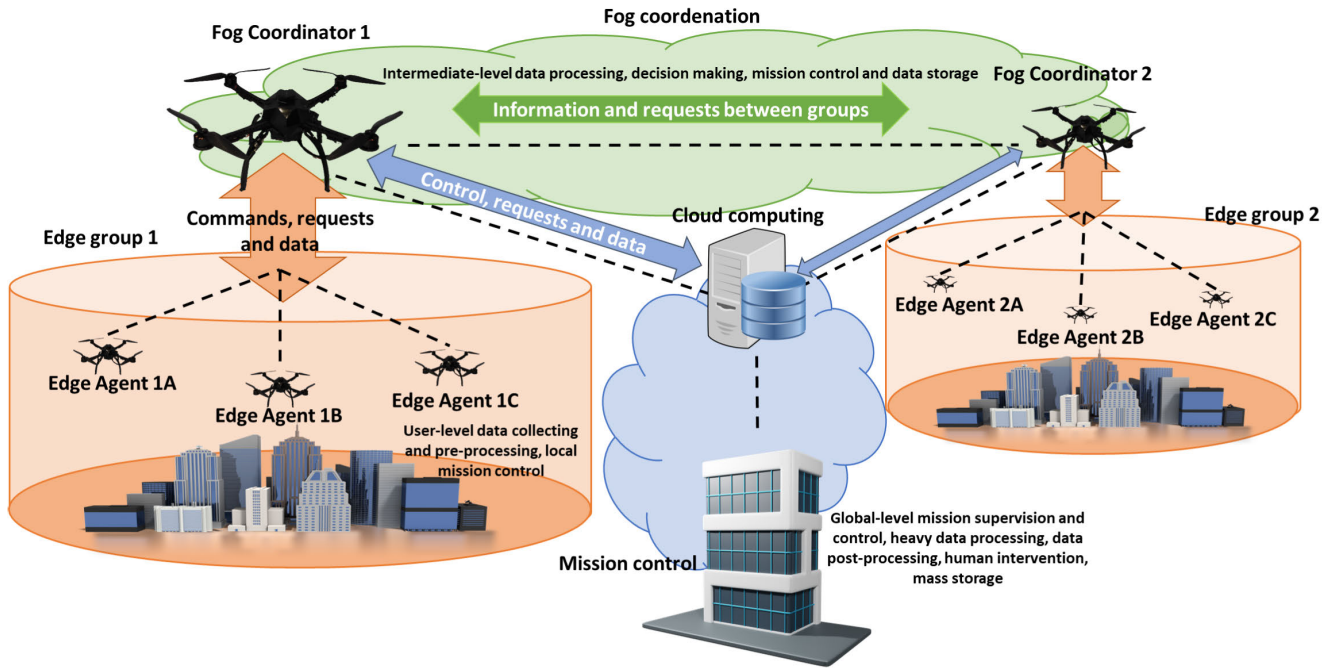 Fog coordenation
Fog Coordinator 1
Intermediate-level data processing, decision making, mission control and data storage
Fog Coordinator 2
Information and requests between groups
Control, requests and data
Commands, requests
and data
Cloud computing
Edge group 1
Edge group 2
Edge Agent 2A
Edge Agent 2B
Edge Agent 2C
Edge Agent 1A
Edge Agent 1B
Edge Agent 1C
User-level data collecting
and pre-processing, local
mission control
Mission control
Global-level mission supervision and
control, heavy data processing, data
post-processing, human intervention,
mass storage